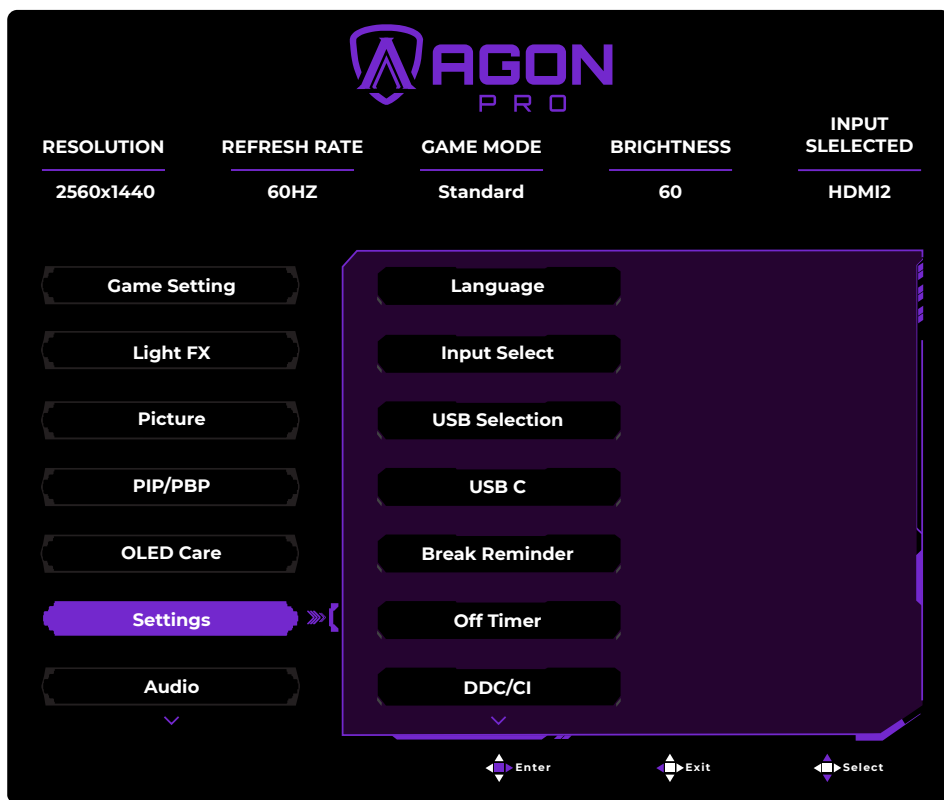 AGON
PRO
RESOLUTION REFRESH RATE GAME MODE BRIGHTNESS INPUT
SLELECTED
2560x1440 60HZ Standard 60 HDMI2
Game Setting Language
Light FX Input Select
Picture USB Selection
PIP/PBP USB C
OLED Care Break Reminder
Settings Off Timer
Audio DDC/CI
Enter Exit Select